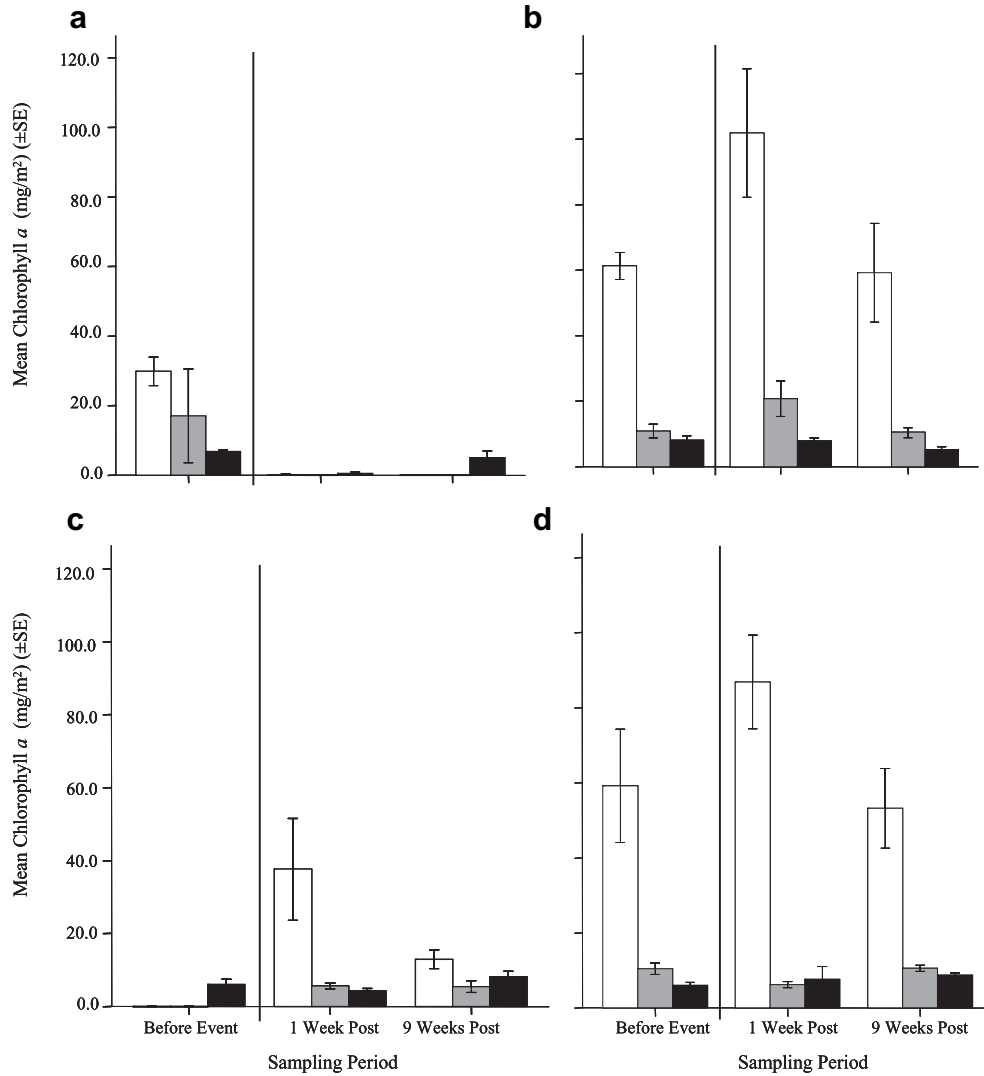 a
b
120.0
100.0
80.0
60.0
40.0
20.0
0.0
Mean Chlorophyll a (mg/m²) (±SE)
c
d
120.0
100.0
80.0
60.0
40.0
20.0
0.0
Mean Chlorophyll a (mg/m²) (±SE)
Before Event 1 Week Post 9 Weeks Post
Before Event 1 Week Post 9 Weeks Post
Sampling Period
Sampling Period